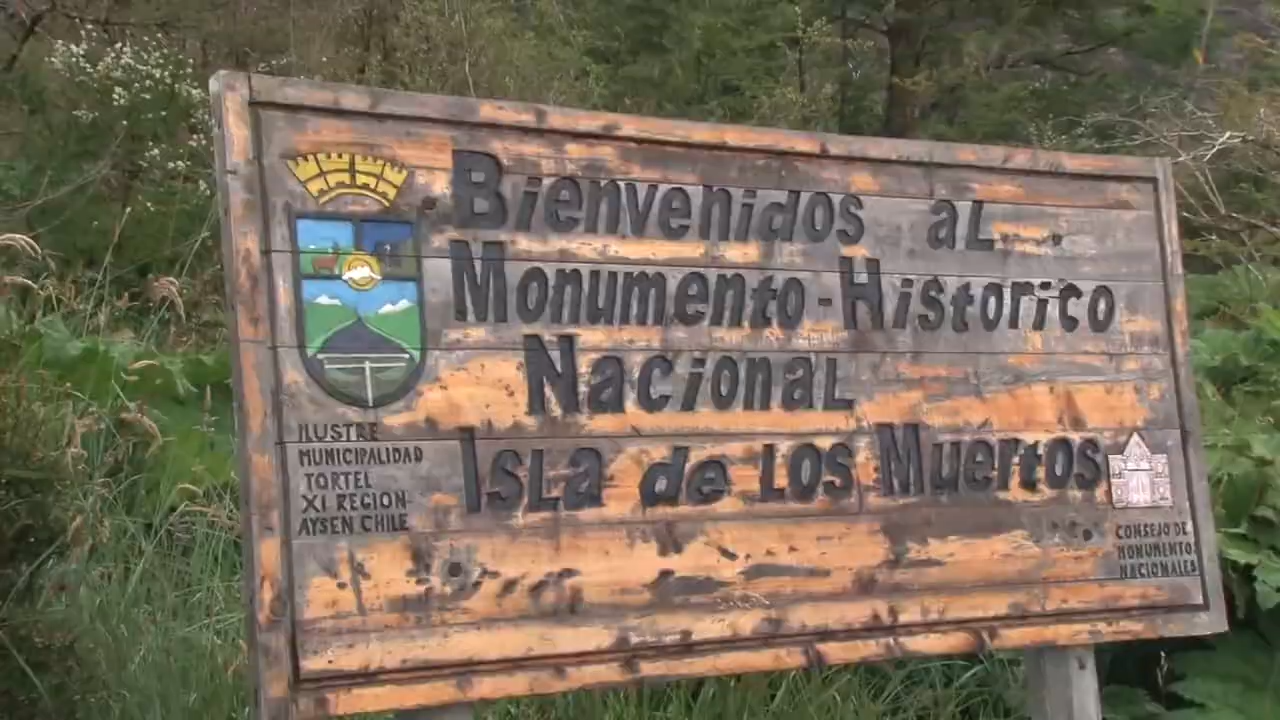 Bienvenidos al
Monumento-Historico
Nacional
Isla de los Muertos
ILUSTRE
MUNICIPALIDAD
TORTEL
XI REGION
AYSEN CHILE
CONSEJO DE
MONUMENTOS
NACIONALES